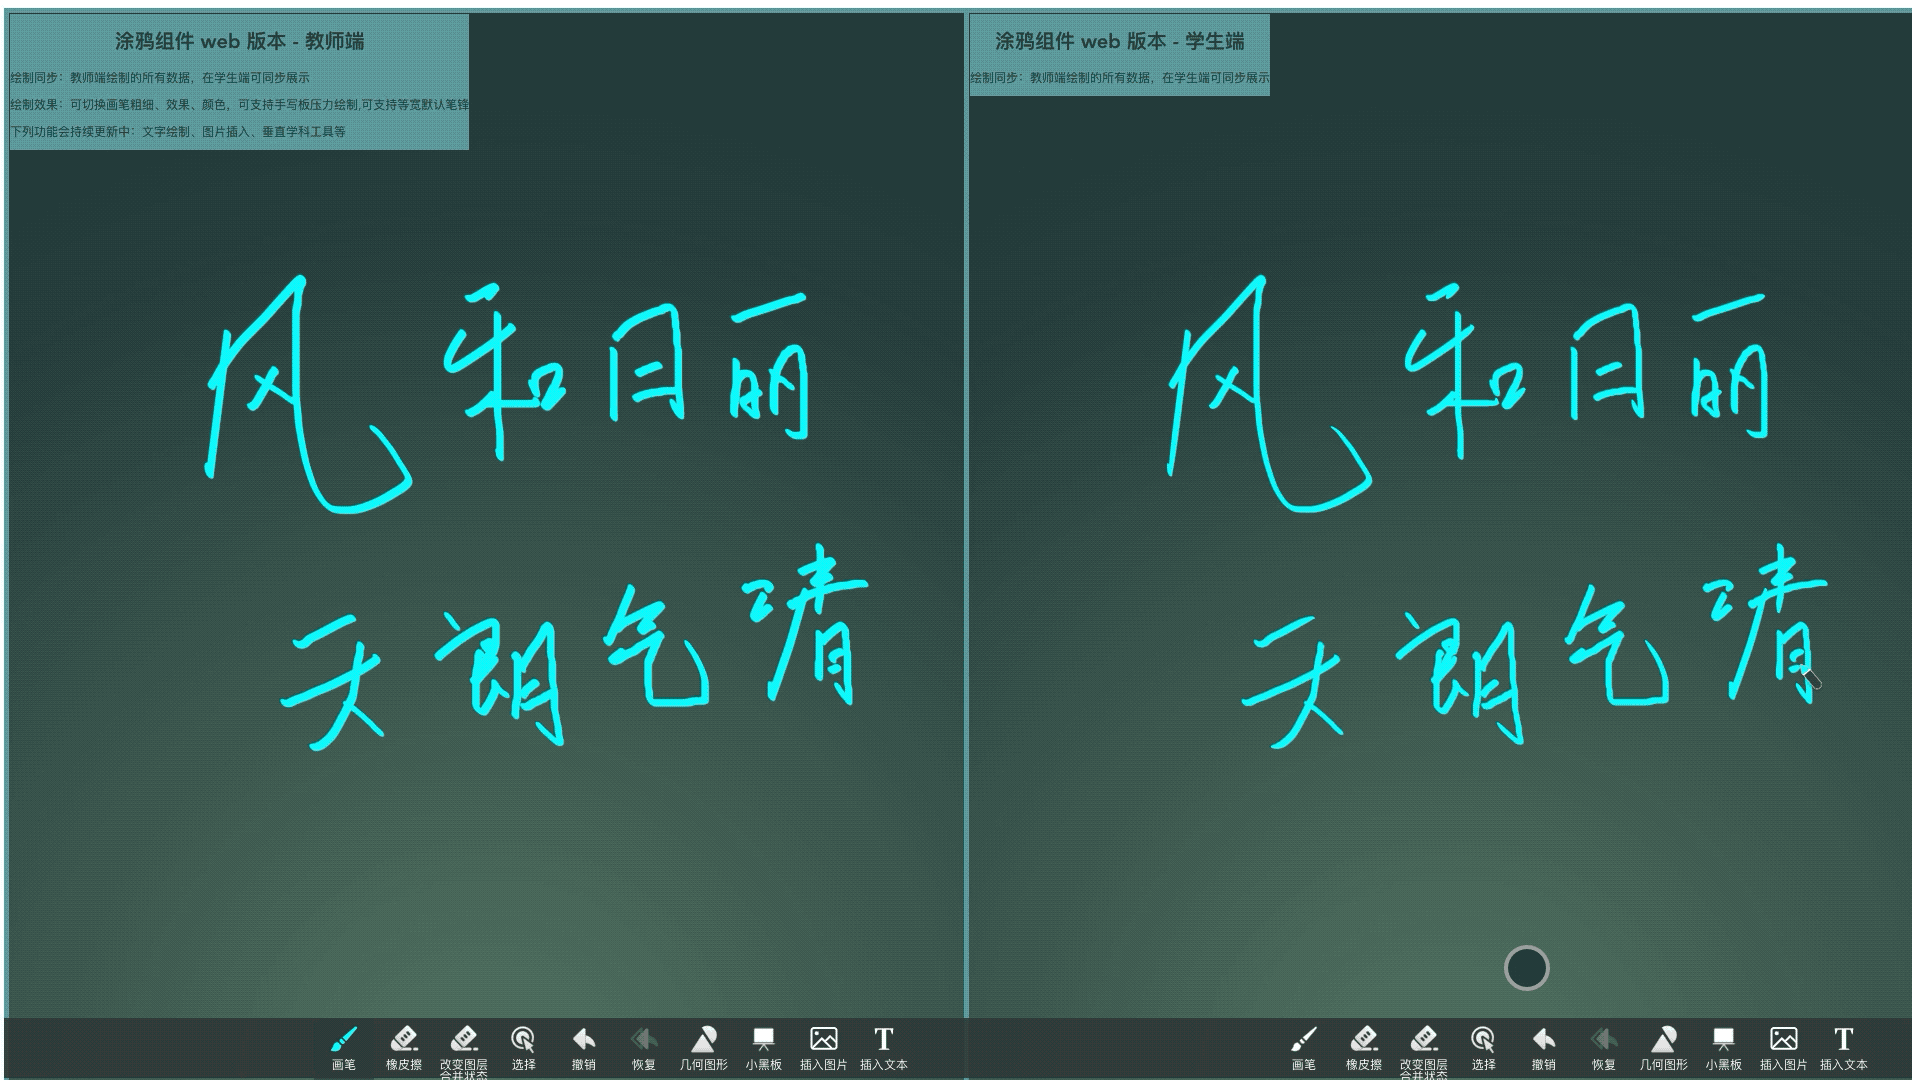 涂鸦组件 web 版本 - 教师端
绘制同步：教师端绘制的所有数据，在学生端可同步展示
绘制效果：可切换画笔粗细、效果、颜色，可支持手写板压力绘制,可支持等宽默认笔锋
下列功能会持续更新中：文字绘制、图片插入、垂直学科工具等
风和日丽
天朗气清
画笔
橡皮擦
改变图层
合并状态
选择
撤销
恢复
几何图形
小黑板
插入图片
插入文本
涂鸦组件 web 版本 - 学生端
绘制同步：教师端绘制的所有数据，在学生端可同步展示
风和日丽
天朗气清
画笔
橡皮擦
改变图层
合并状态
选择
撤销
恢复
几何图形
小黑板
插入图片
插入文本